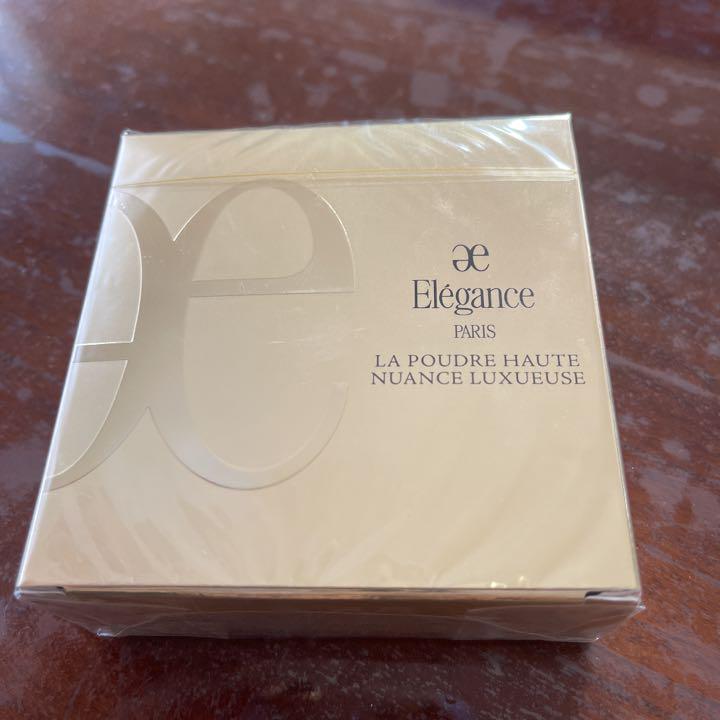 æ
Elégance
PARIS
LA POUDRE HAUTE
NUANCE LUXUEUSE